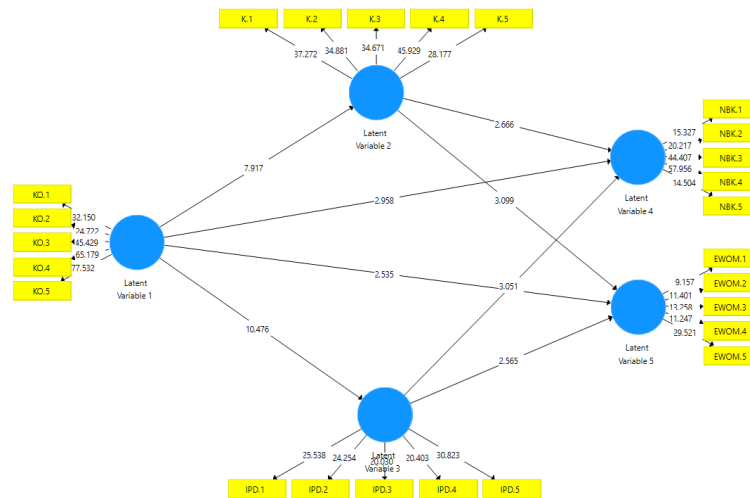 K.1
K.2
K.3
K.4
K.5
37.272
34.881
34.671
45.929
28.177
Latent
Variable 2
NBK.1
NBK.2
NBK.3
NBK.4
NBK.5
15.327
20.217
44.407
57.956
14.504
Latent
Variable 4
2.666
7.917
2.958
3.099
KO.1
KO.2
KO.3
KO.4
KO.5
32.150
24.722
45.429
65.179
77.532
Latent
Variable 1
2.535
3.051
10.476
2.565
EWOM.1
EWOM.2
EWOM.3
EWOM.4
EWOM.5
9.157
11.401
13.258
11.247
29.521
Latent
Variable 5
Latent
Variable 3
25.538
24.254
20.030
20.403
30.823
IPD.1
IPD.2
IPD.3
IPD.4
IPD.5